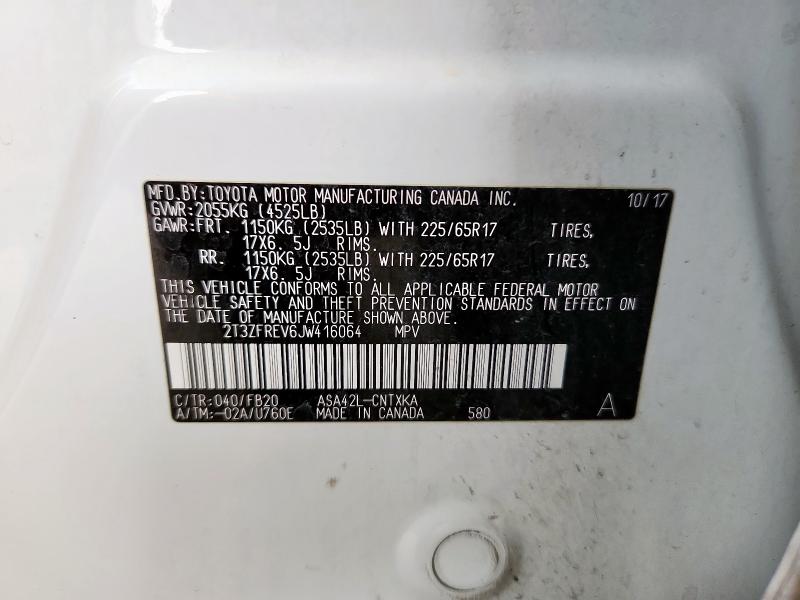 MFD.BY:TOYOTA MOTOR MANUFACTURING CANADA INC. 10/17
GVWR:2055KG (4525LB)
GAWR:FRT. 1150KG (2535LB) WITH 225/65R17 TIRES,
17X6. 5J RIMS.
RR. 1150KG (2535LB) WITH 225/65R17 TIRES,
17X6. 5J RIMS.
THIS VEHICLE CONFORMS TO ALL APPLICABLE FEDERAL MOTOR
VEHICLE SAFETY AND THEFT PREVENTION STANDARDS IN EFFECT ON
THE DATE OF MANUFACTURE SHOWN ABOVE.
2T3ZFREV6JW416064 MPV
C/TR:040/FB20 ASA42L-CNTXKA
A/TM:-02A/U760E MADE IN CANADA 580 A